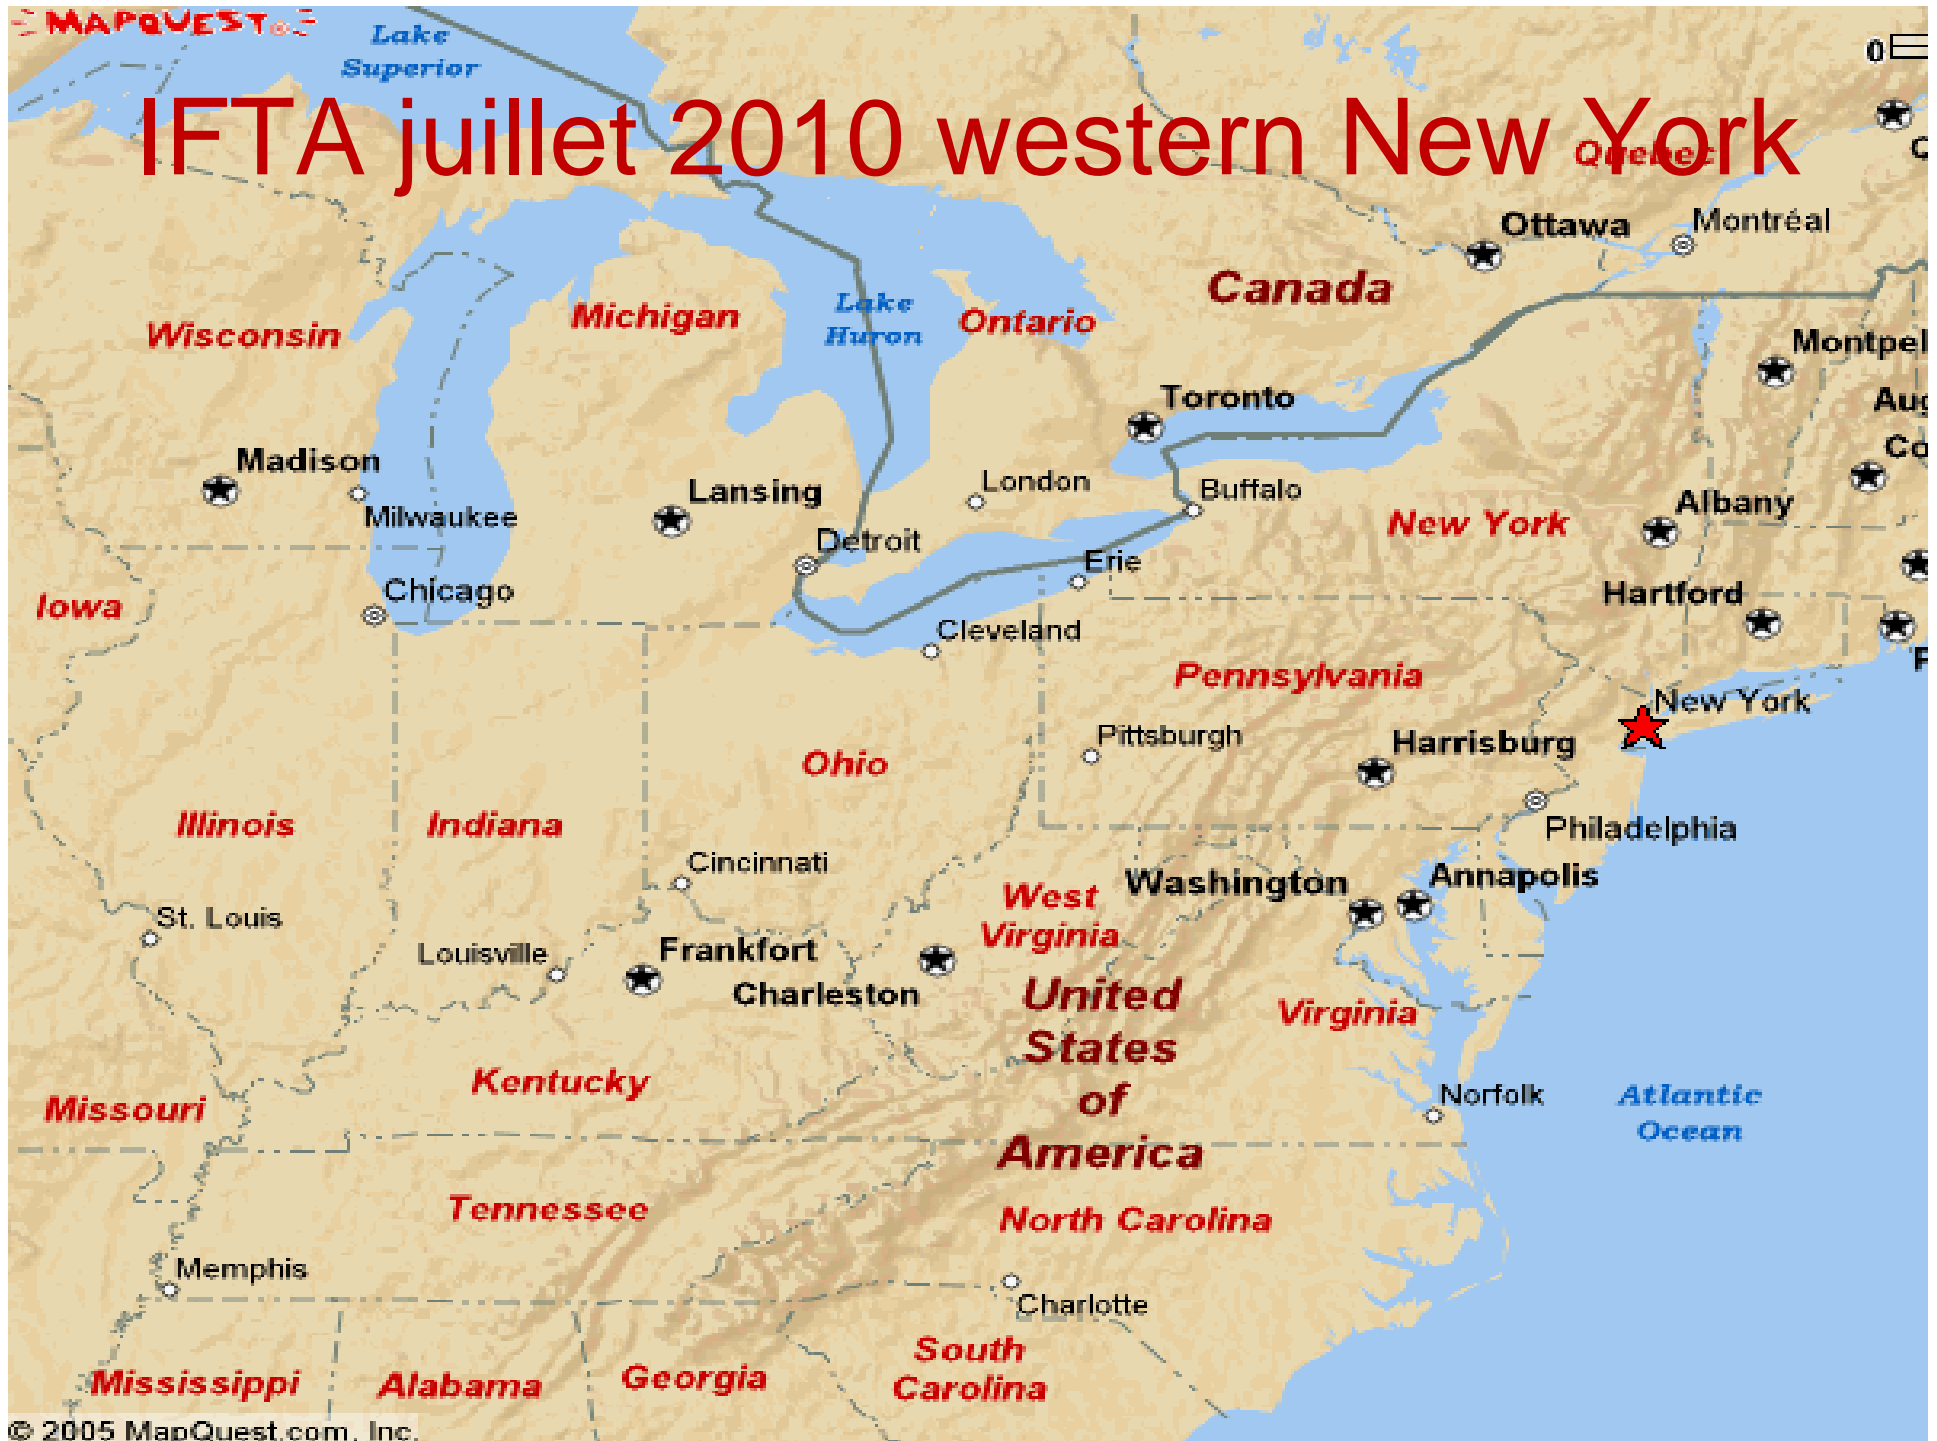 MAPQUEST
Lake
Superior
0
IFTA juillet 2010 western New York
Quebec
Ottawa
Montréal
Canada
Michigan
Lake
Huron
Ontario
Wisconsin
Toronto
Madison
Milwaukee
Lansing
London
Buffalo
New York
Albany
Detroit
Erie
Chicago
Iowa
Hartford
Cleveland
Pennsylvania
New York
Pittsburgh
Harrisburg
Ohio
Illinois
Indiana
Philadelphia
Cincinnati
West
Virginia
Washington
Annapolis
St. Louis
Louisville
Frankfort
Charleston
United
States
of
America
Virginia
Kentucky
Missouri
Norfolk
Atlantic
Ocean
Tennessee
North Carolina
Memphis
Charlotte
South
Carolina
Mississippi
Alabama
Georgia
© 2005 MapQuest.com, Inc.